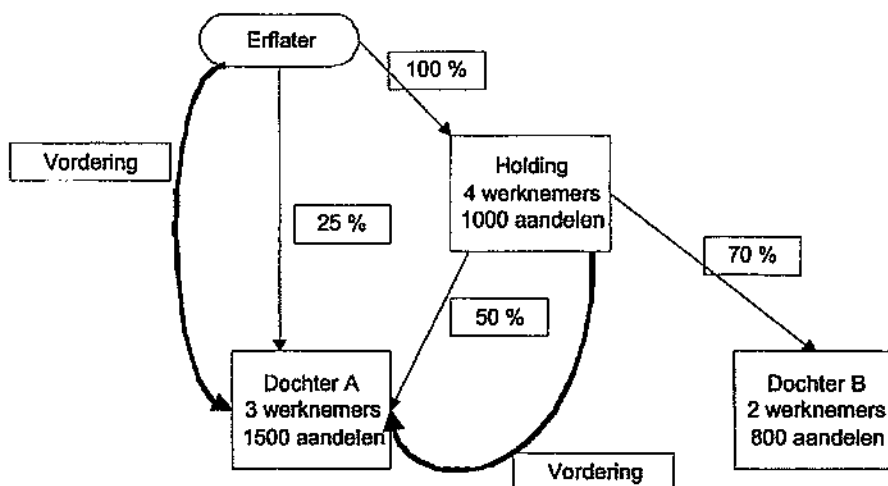 Erflater
100 %
Vordering
Holding
4 werknemers
1000 aandelen
25 %
70 %
50 %
Dochter A
3 werknemers
1500 aandelen
Dochter B
2 werknemers
800 aandelen
Vordering